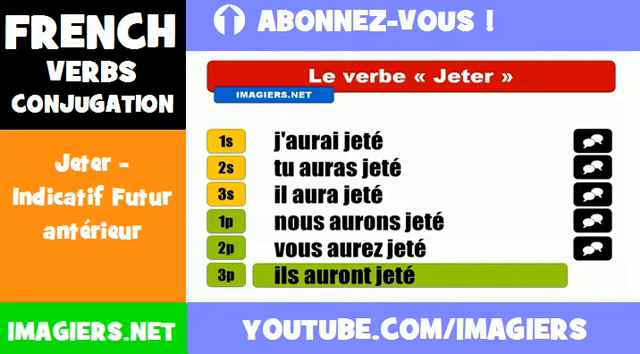 FRENCH
VERBS
CONJUGATION
Jeter -
Indicatif Futur
antérieur
IMAGIERS.NET
ABONNEZ-VOUS !
Le verbe « Jeter »
IMAGIERS.NET
1s j'aurai jeté
2s tu auras jeté
3s il aura jeté
1p nous aurons jeté
2p vous aurez jeté
3p ils auront jeté
YOUTUBE.COM/IMAGIERS